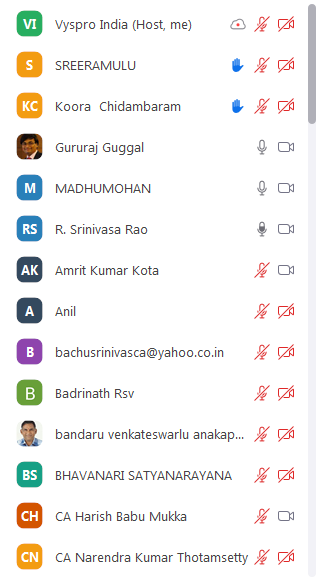 VI Vyspro India (Host, me)
S SREERAMULU
KC Koora Chidambaram
Gururaj Guggal
M MADHUMOHAN
RS R. Srinivasa Rao
AK Amrit Kumar Kota
A Anil
B bachusrinivasca@yahoo.co.in
B Badrinath Rsv
bandaru venkateswarlu anakap...
BS BHAVANARI SATYANARAYANA
CH CA Harish Babu Mukka
CN CA Narendra Kumar Thotamsetty